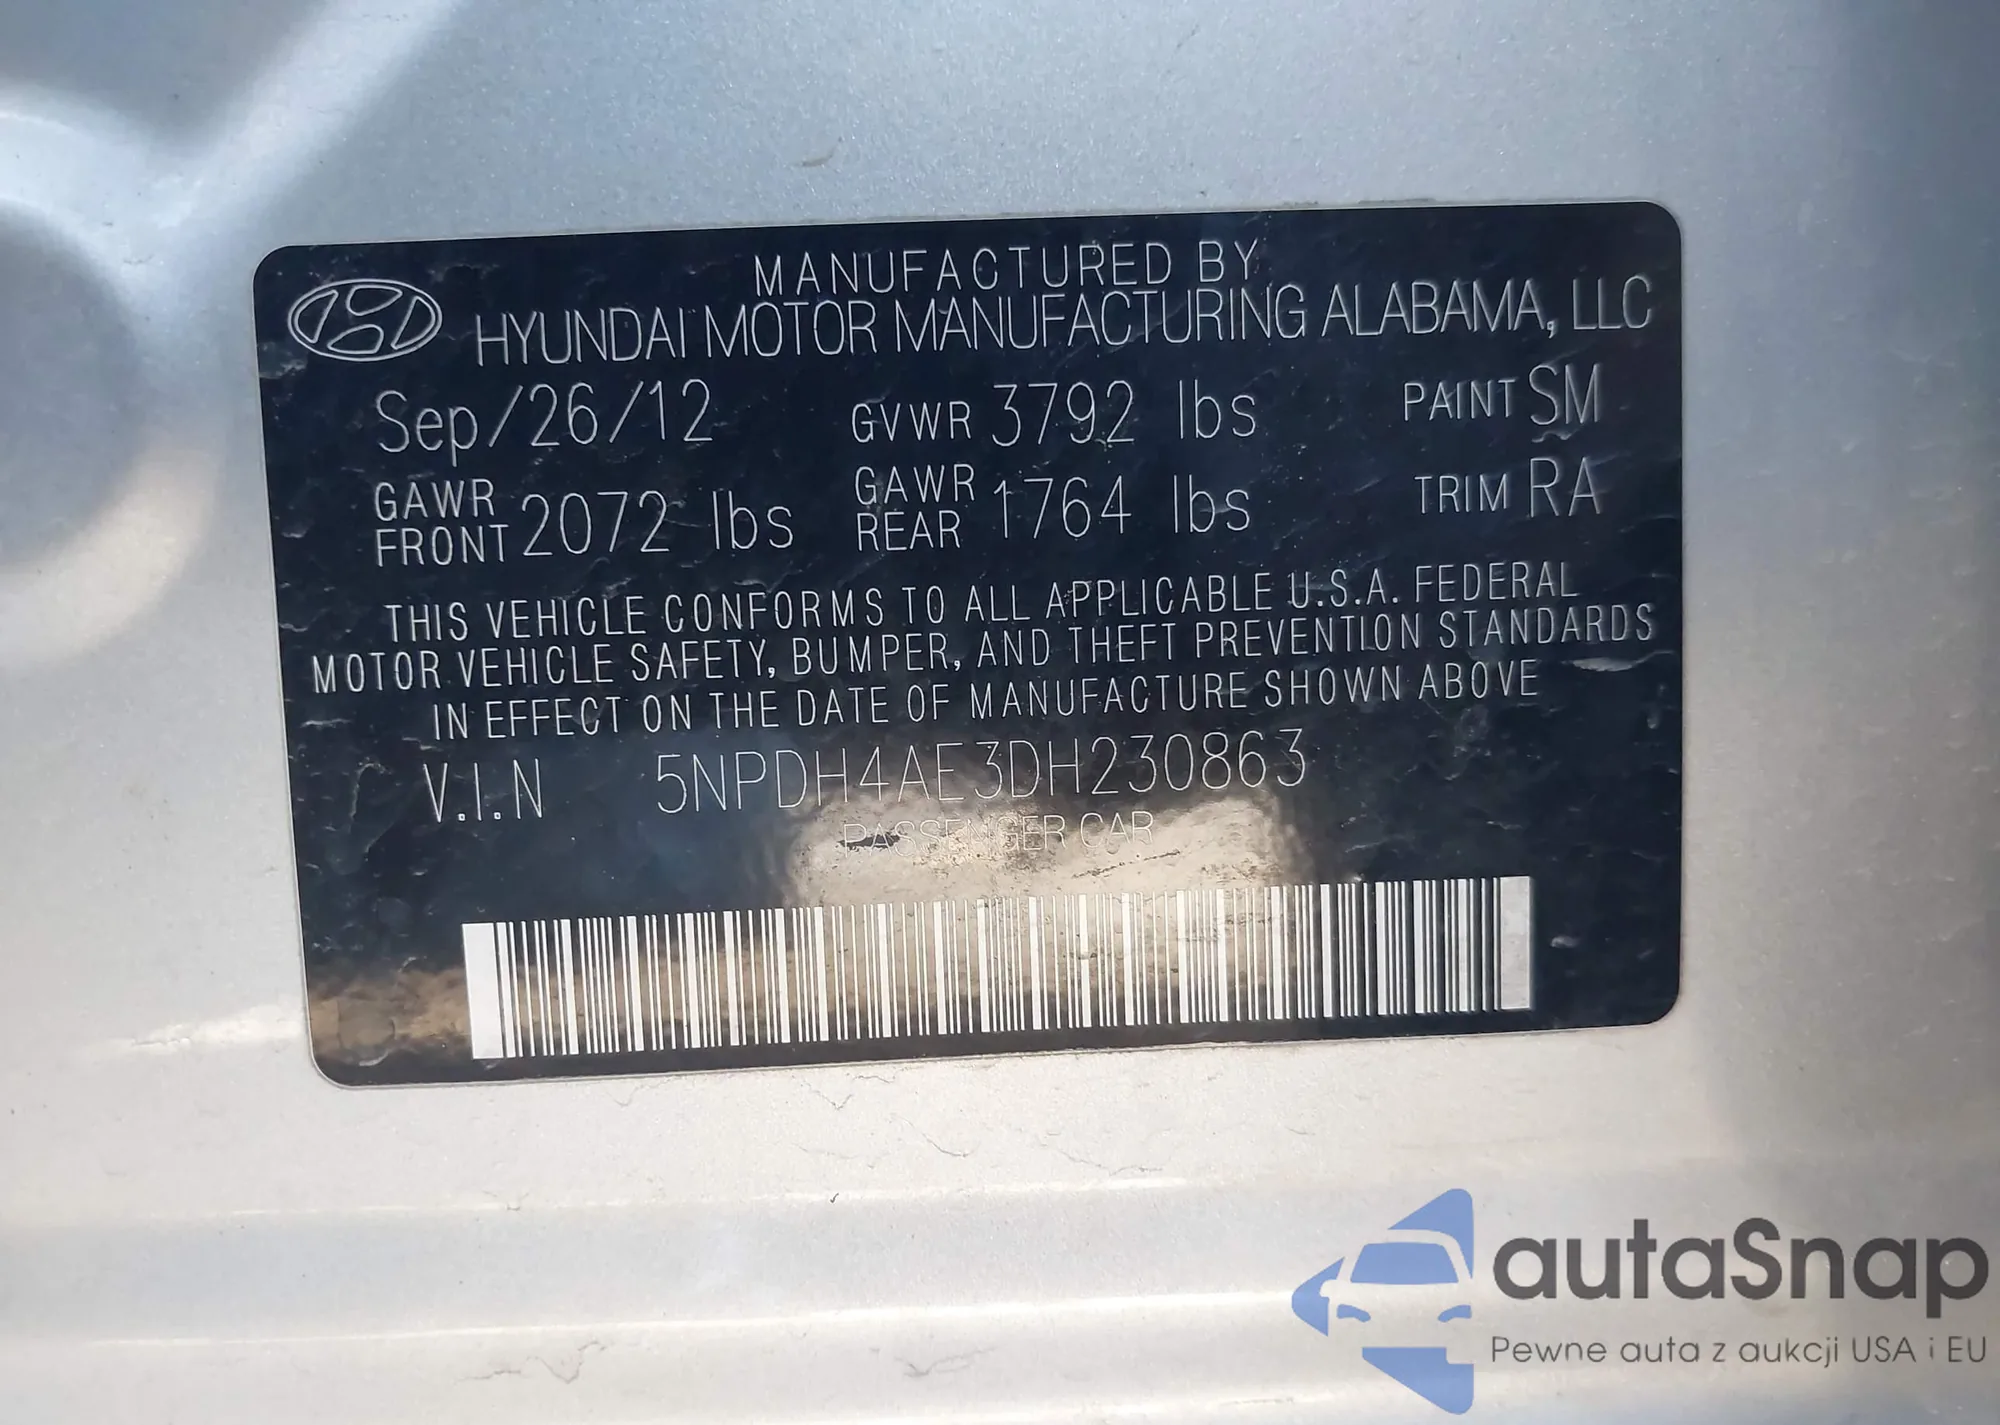 MANUFACTURED BY
HYUNDAI MOTOR MANUFACTURING ALABAMA, LLC
Sep/26/12 GVWR 3792 lbs PAINT SM
GAWR FRONT 2072 lbs GAWR REAR 1764 lbs TRIM RA
THIS VEHICLE CONFORMS TO ALL APPLICABLE U.S.A. FEDERAL
MOTOR VEHICLE SAFETY, BUMPER, AND THEFT PREVENTION STANDARDS
IN EFFECT ON THE DATE OF MANUFACTURE SHOWN ABOVE
V.I.N 5NPDH4AE3DH230863
PASSENGER CAR
autaSnap
Pewne auta z aukcji USA i EU